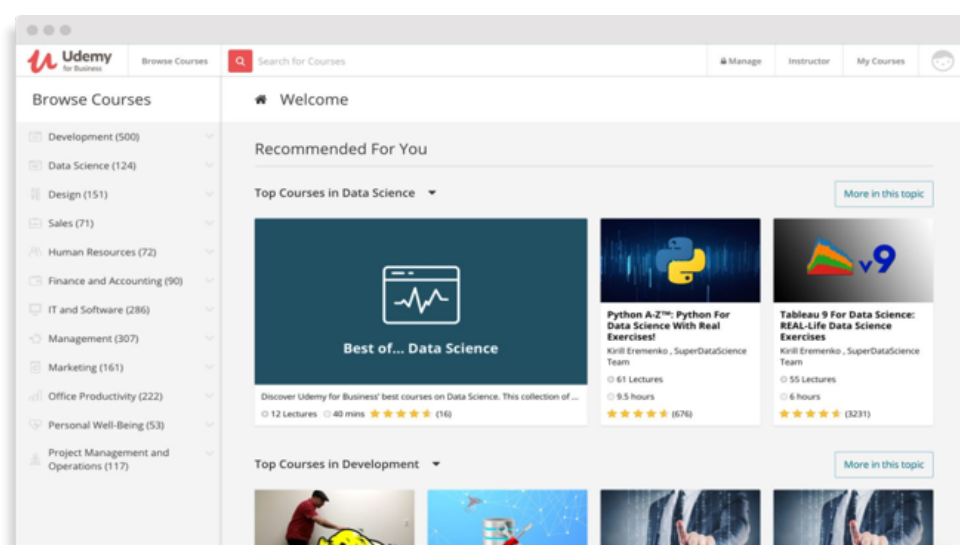 Udemy
for Business
Browse Courses
Search for Courses
Manage
Instructor
My Courses
Browse Courses
Welcome
Development (500)
Data Science (124)
Design (151)
Sales (71)
Human Resources (72)
Finance and Accounting (90)
IT and Software (286)
Management (307)
Marketing (161)
Office Productivity (222)
Personal Well-Being (53)
Project Management and
Operations (117)
Recommended For You
Top Courses in Data Science
More in this topic
Best of... Data Science
Discover Udemy for Business' best courses on Data Science. This collection of ...
12 Lectures 40 mins (16)
Python A-Z™: Python For
Data Science With Real
Exercises!
Kirill Eremenko , SuperDataScience
Team
61 Lectures
9.5 hours
(676)
v9
Tableau 9 For Data Science:
REAL-Life Data Science
Exercises
Kirill Eremenko , SuperDataScience
Team
55 Lectures
6 hours
(3231)
Top Courses in Development
More in this topic